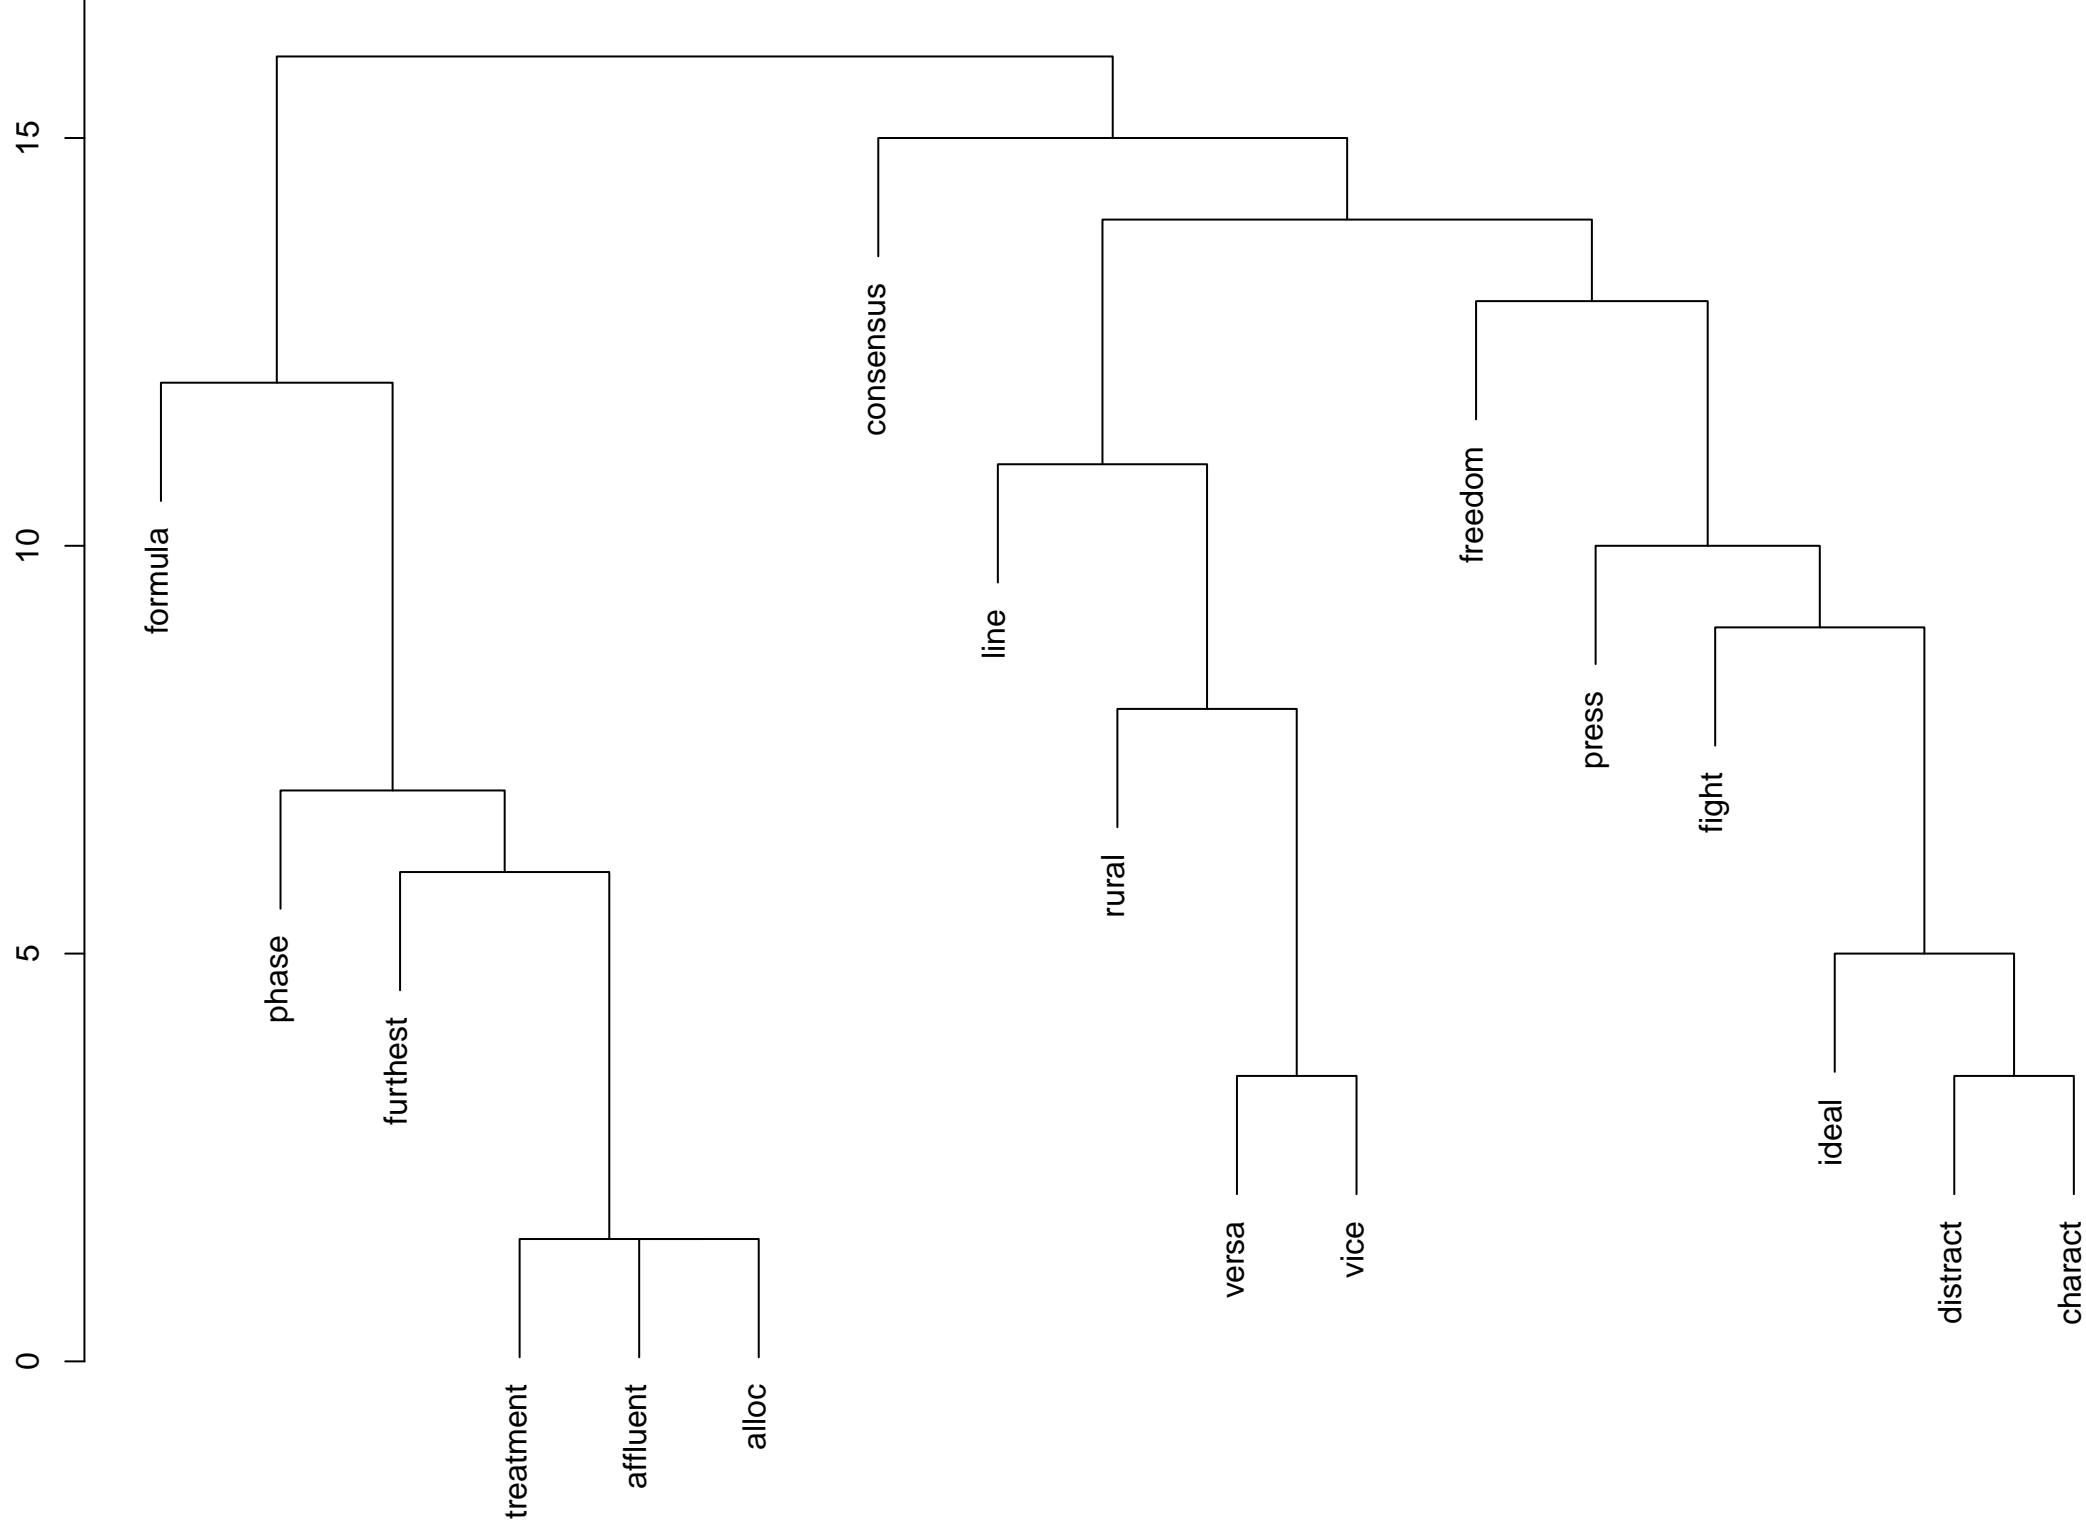 15
10
5
0
formula
phase
furthest
treatment
affluent
alloc
consensus
line
rural
versa
vice
freedom
press
fight
ideal
distract
charact